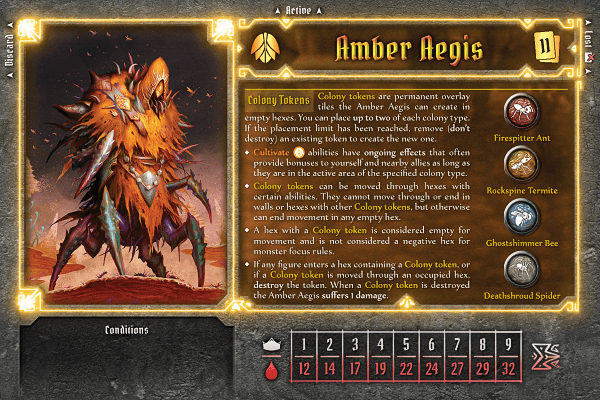 Active
Discard
Lost
Amber Aegis
11
Colony Tokens Colony tokens are permanent overlay
tiles the Amber Aegis can create in
empty hexes. You can place up to two of each colony type.
If the placement limit has been reached, remove (don't
destroy) an existing token to create the new one.
• Cultivate abilities have ongoing effects that often
provide bonuses to yourself and nearby allies as long as
they are in the active area of the specified colony type.
• Colony tokens can be moved through hexes with
certain abilities. They cannot move through or end in
walls or hexes with other Colony tokens, but otherwise
can end movement in any empty hex.
• A hex with a Colony token is considered empty for
movement and is not considered a negative hex for
monster focus rules.
• If any figure enters a hex containing a Colony token, or
if a Colony token is moved through an occupied hex,
destroy the token. When a Colony token is destroyed
the Amber Aegis suffers 1 damage.
Firespitter Ant
Rockspine Termite
Ghostshimmer Bee
Deathshroud Spider
Conditions
1 2 3 4 5 6 7 8 9
12 14 17 19 22 24 27 29 32